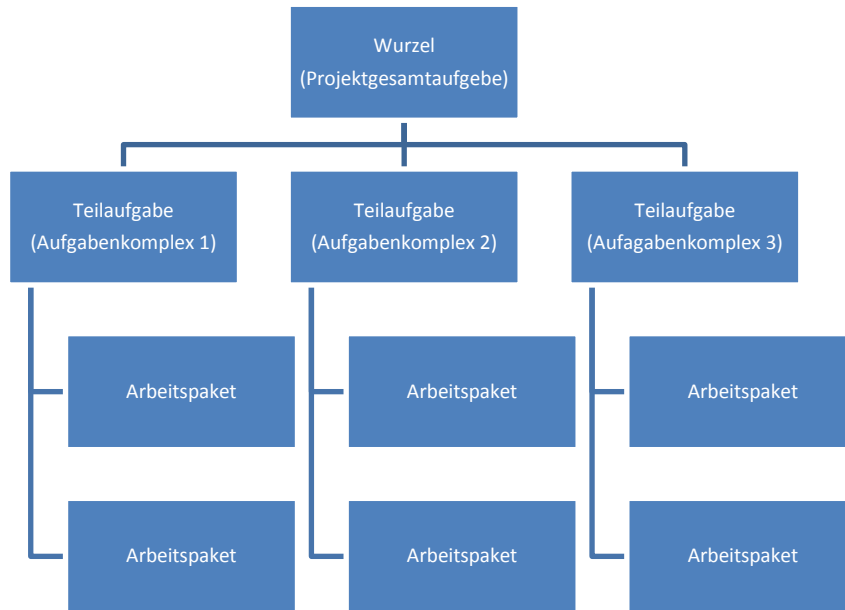 Wurzel
(Projektgesamtaufgebe)
Teilaufgabe
(Aufgabenkomplex 1)
Teilaufgabe
(Aufgabenkomplex 2)
Teilaufgabe
(Aufagabenkomplex 3)
Arbeitspaket
Arbeitspaket
Arbeitspaket
Arbeitspaket
Arbeitspaket
Arbeitspaket